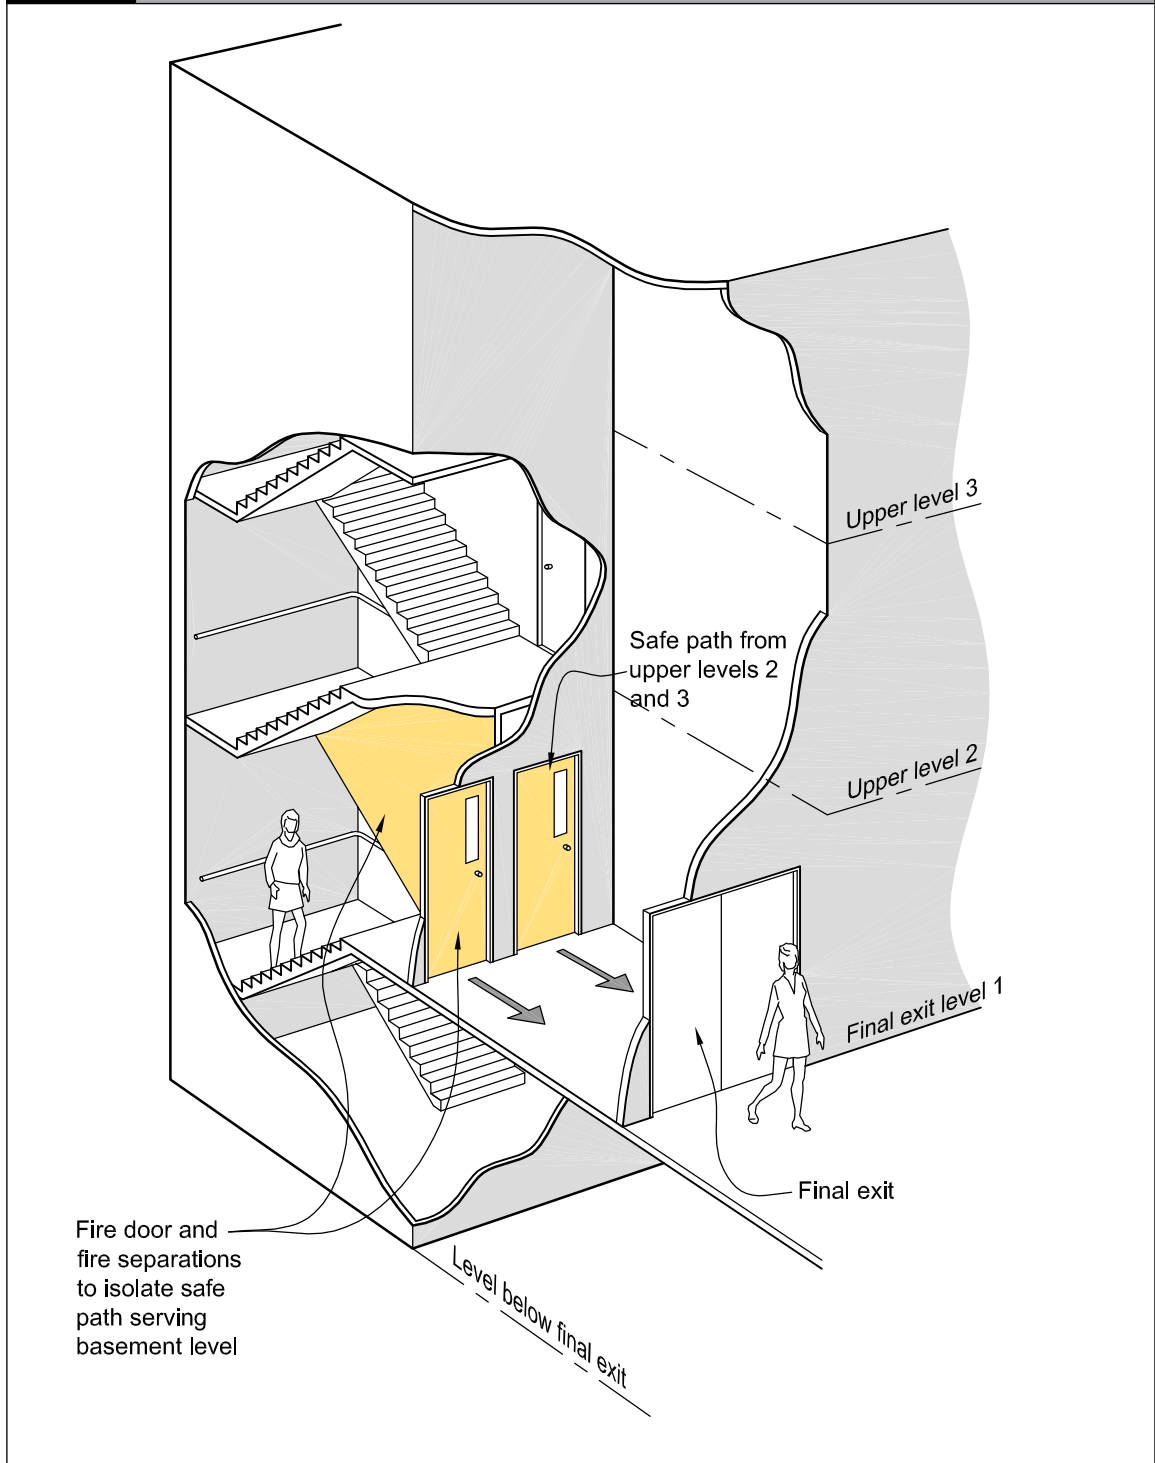 Upper level 3
Safe path from
upper levels 2
and 3
Upper level 2
Final exit level 1
Final exit
Fire door and
fire separations
to isolate safe
path serving
basement level
Level below final exit